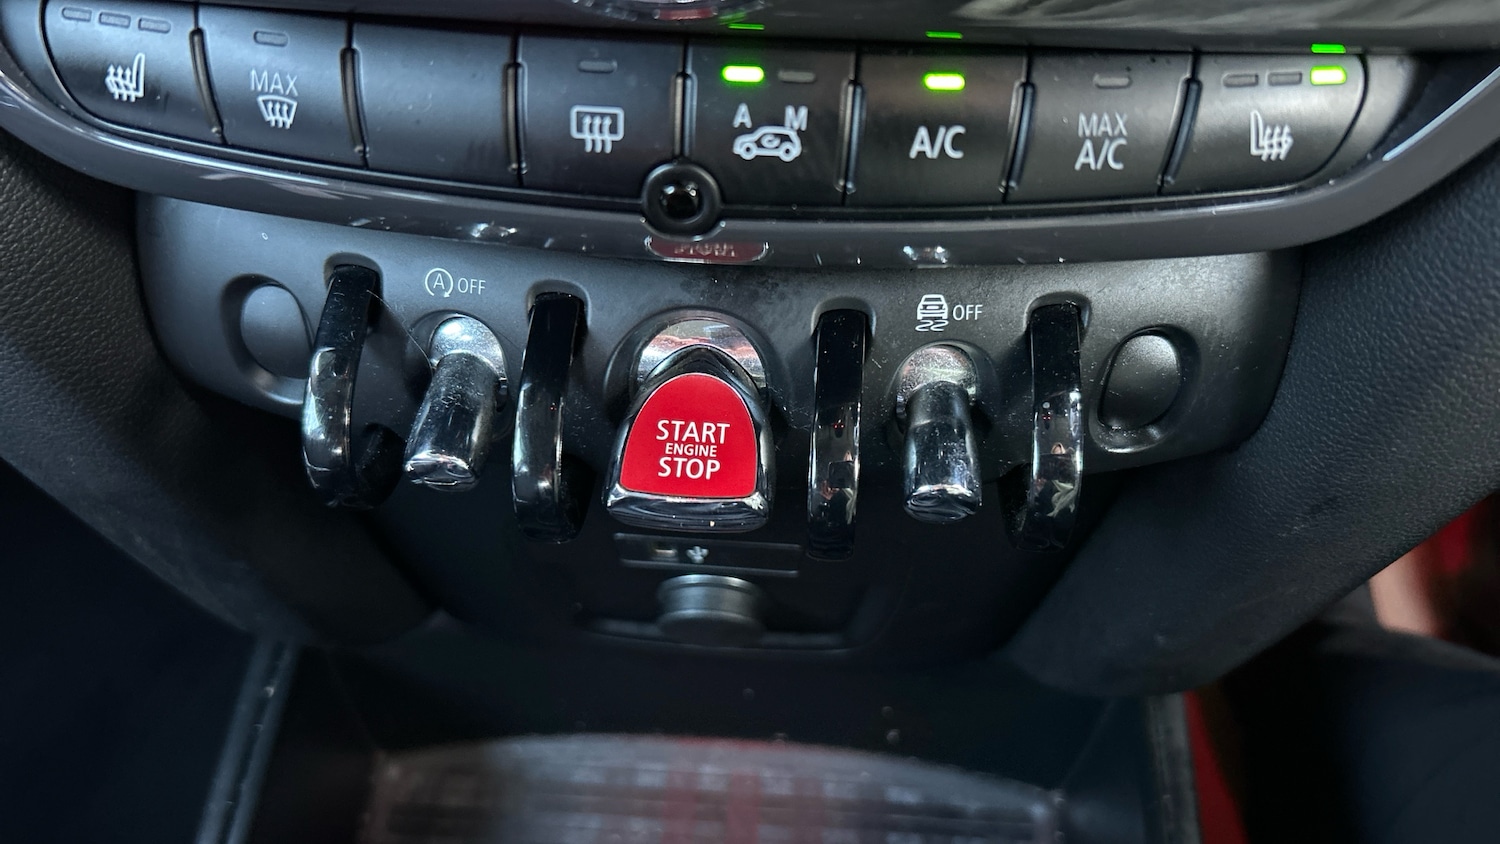 MAX
A M
A/C
MAX
A/C
A OFF
OFF
START
ENGINE
STOP